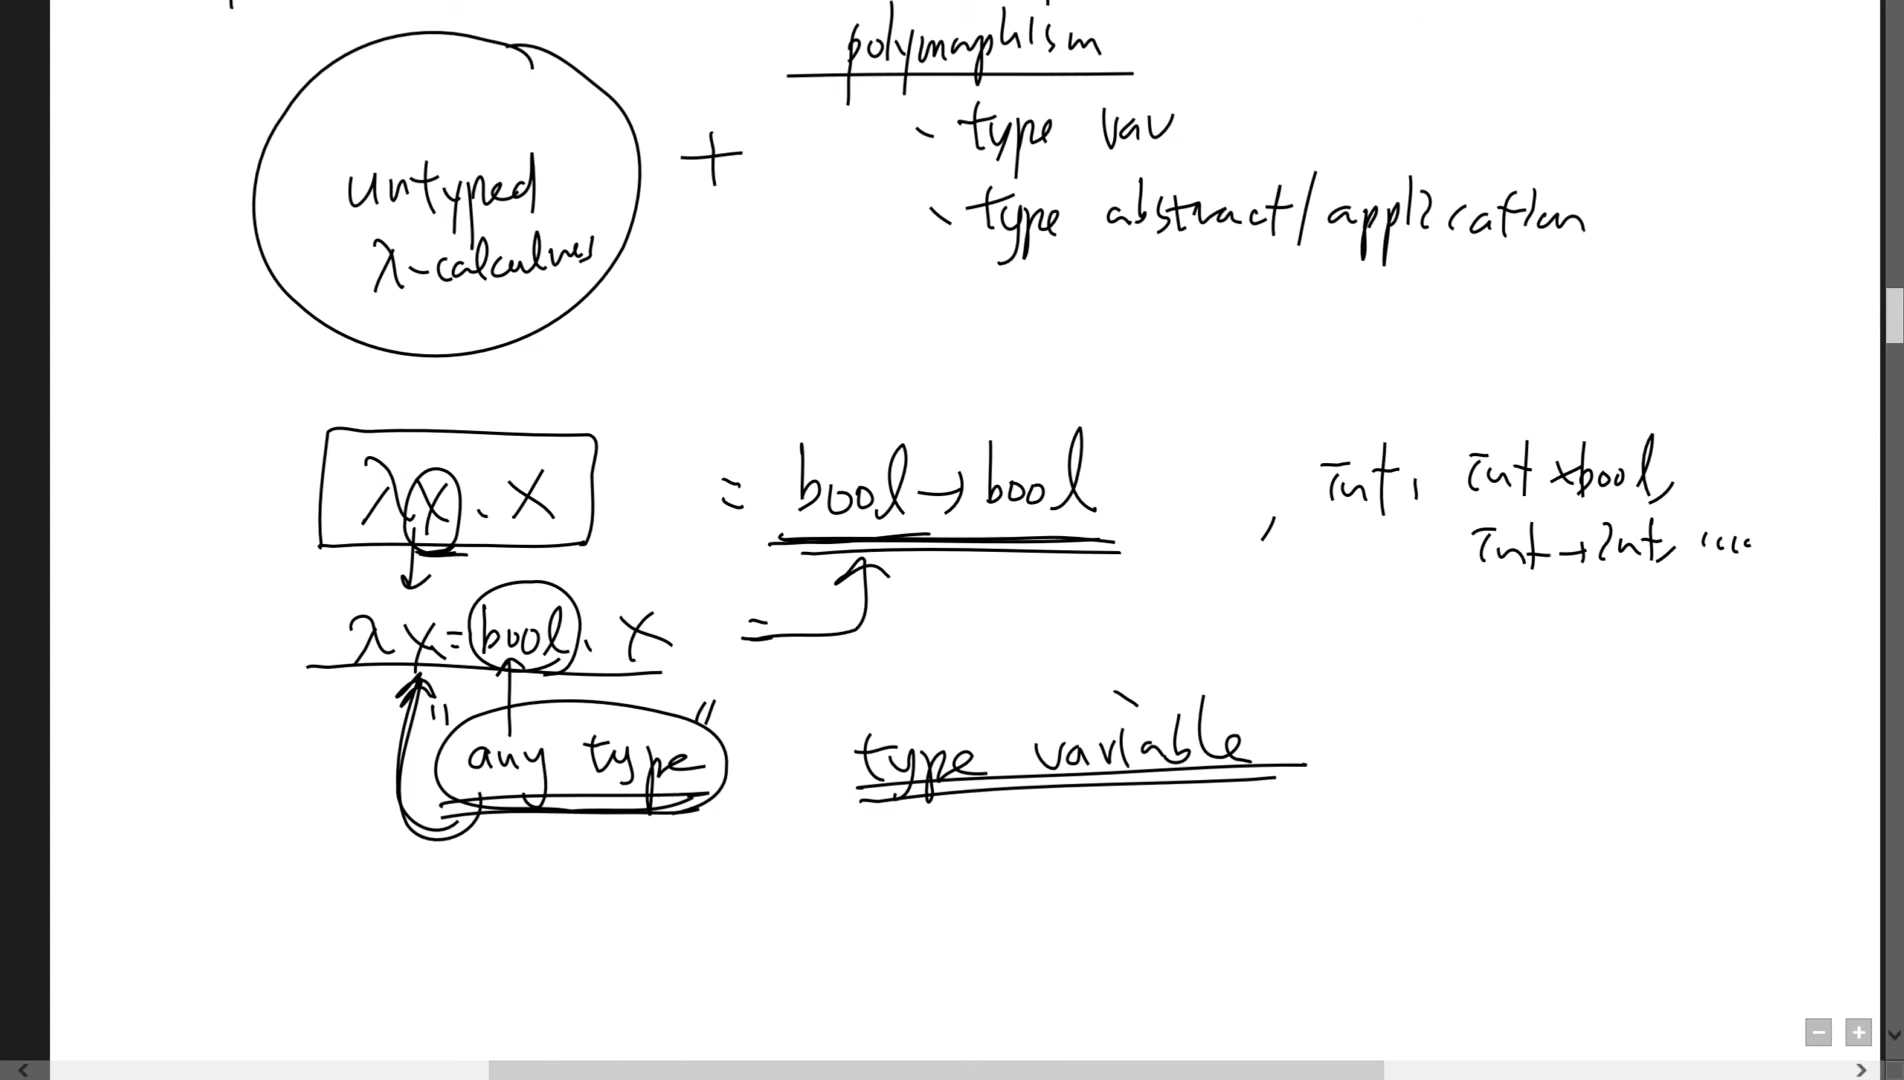 polymorphism
- type var
- type abstract/application
+
untyped
λ-calculus
λx. x = bool→bool, int, int×bool,
int→int, ....
λx=bool. x =
"any type" type variable